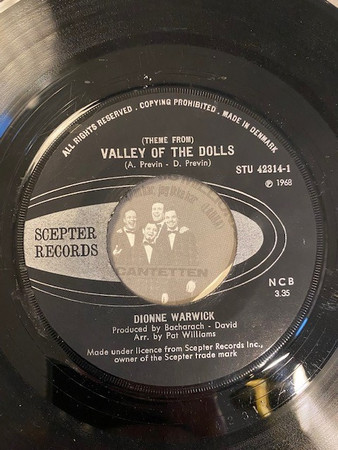 ALL RIGHTS RESERVED . COPYING PROHIBITED . MADE IN DENMARK
(THEME FROM)
VALLEY OF THE DOLLS
(A. Previn - D. Previn)
STU 42314-1
℗ 1968
SCEPTER
RECORDS
CANTETTEN
NCB
3.35
DIONNE WARWICK
Produced by Bacharach - David
Arr. by Pat Williams
Made under licence from Scepter Records Inc.,
owner of the Scepter trade mark